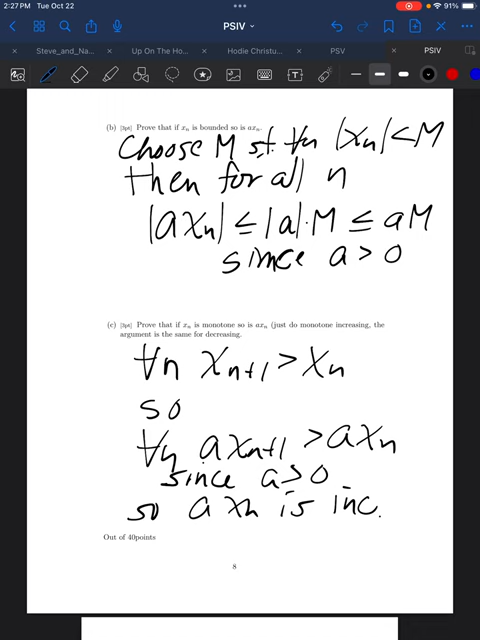 2:27 PM Tue Oct 22
91%
PSIV
Steve_and_Na...
Up On The Ho...
Hodie Christu...
PSV
PSIV
(b) [3pt] Prove that if xₙ is bounded so is axₙ.
Choose M s.t. ∀n |xₙ| < M
then for all n
|axₙ| ≤ |a|·M ≤ aM
since a > 0
(c) [3pt] Prove that if xₙ is monotone so is axₙ (just do monotone increasing, the
argument is the same for decreasing.
∀n xₙ₊₁ > xₙ
so
∀n axₙ₊₁ > axₙ
since a > 0
so axₙ is inc.
Out of 40points
8